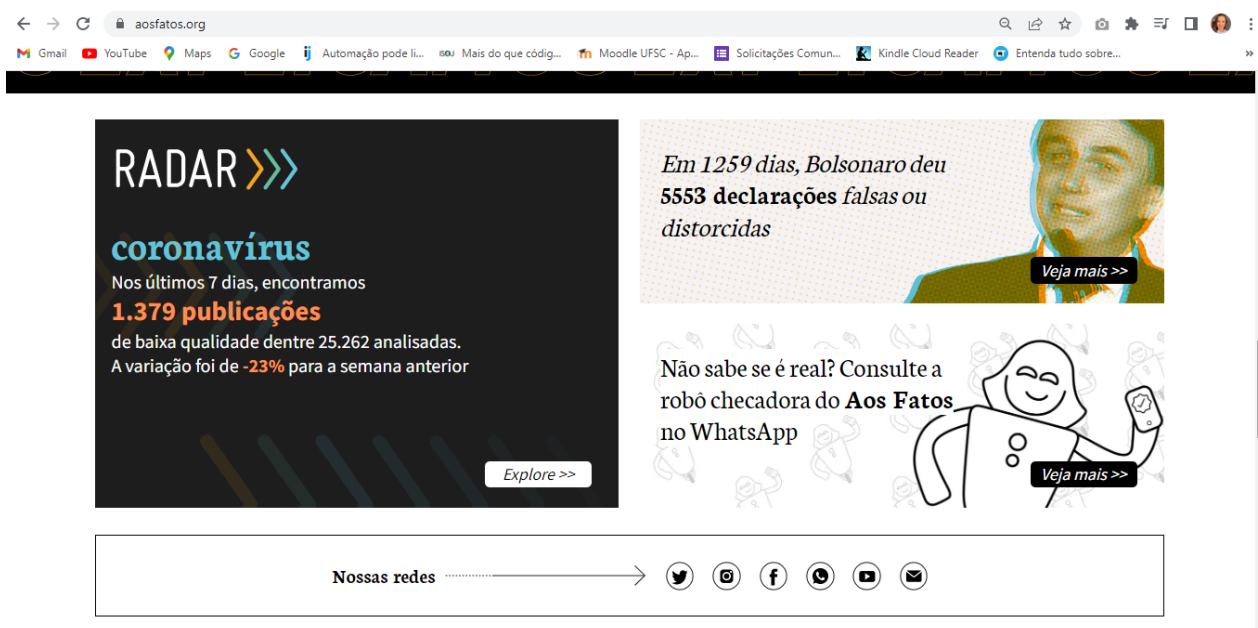 aosfatos.org
Gmail YouTube Maps Google Automação pode li... Mais do que códig... Moodle UFSC - Ap... Solicitações Comun... Kindle Cloud Reader Entenda tudo sobre... »
RADAR
coronavírus
Nos últimos 7 dias, encontramos
1.379 publicações
de baixa qualidade dentre 25.262 analisadas.
A variação foi de -23% para a semana anterior
Explore >>
Em 1259 dias, Bolsonaro deu
5553 declarações falsas ou
distorcidas
Veja mais >>
Não sabe se é real? Consulte a
robô checadora do Aos Fatos
no WhatsApp
Veja mais >>
Nossas redes